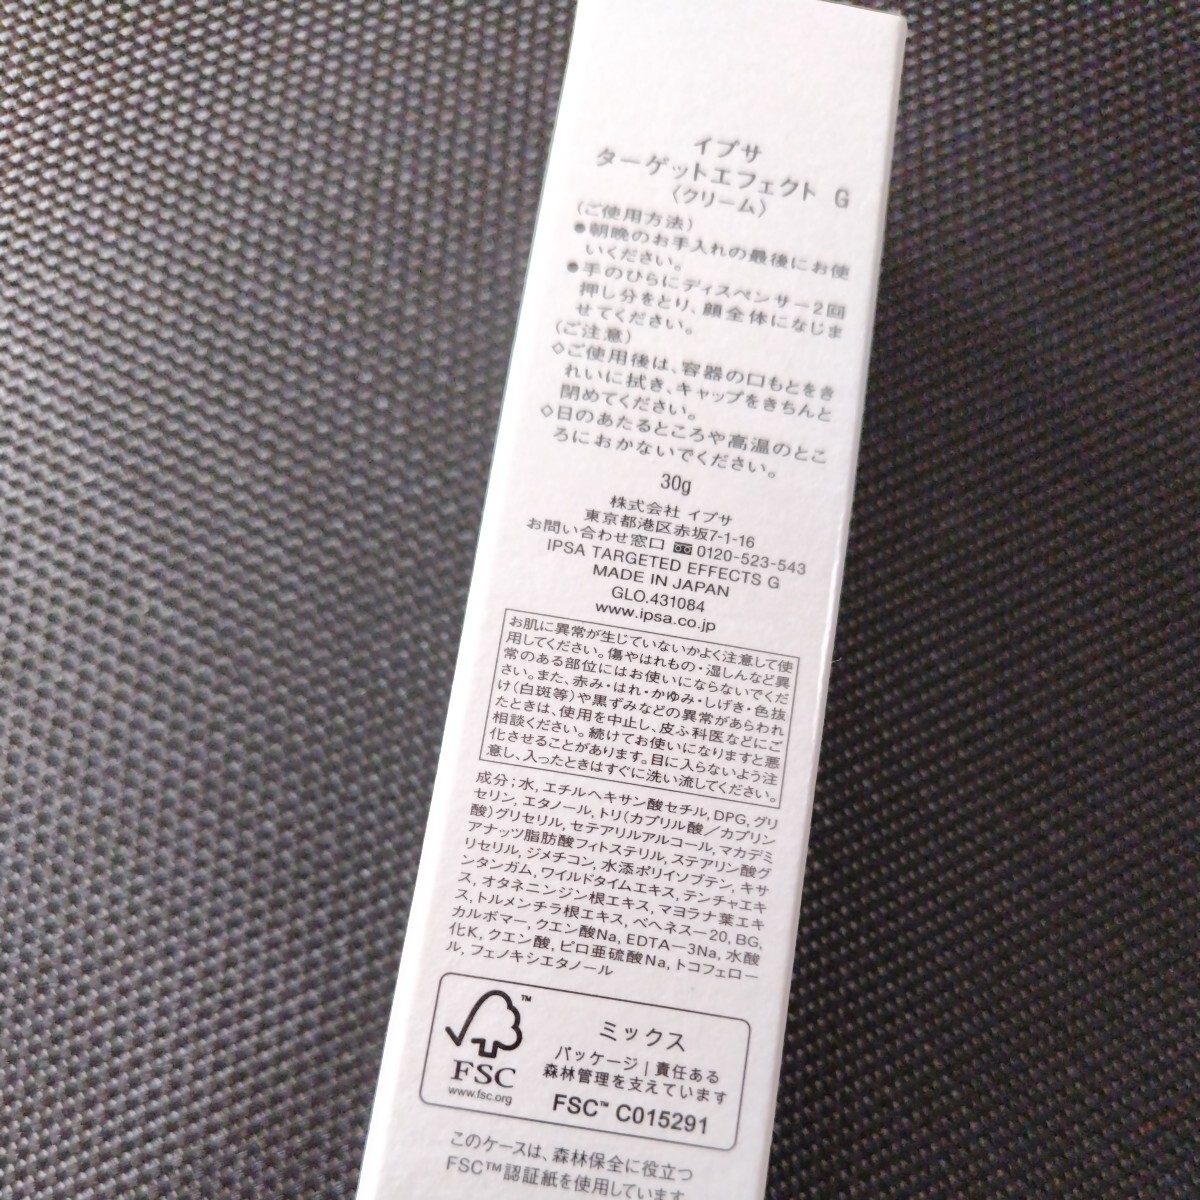 イプサ
ターゲットエフェクト G
〈クリーム〉
(ご使用方法)
●朝晩のお手入れの最後にお使
いください。
●手のひらにディスペンサー2回
押し分をとり、顔全体になじま
せてください。
(ご注意)
◇ご使用後は、容器の口もとをき
れいに拭き、キャップをきちんと
閉めてください。
◇日のあたるところや高温のとこ
ろにおかないでください。
30g
株式会社 イプサ
東京都港区赤坂7-1-16
お問い合わせ窓口 0120-523-543
IPSA TARGETED EFFECTS G
MADE IN JAPAN
GLO.431084
www.ipsa.co.jp
お肌に異常が生じていないかよく注意して使
用してください。傷やはれもの・湿しんなど異
常のある部位にはお使いにならないでくだ
さい。また、赤み・はれ・かゆみ・しげき・色抜
け(白斑等)や黒ずみなどの異常があらわれ
たときは、使用を中止し、皮ふ科医などにご
相談ください。続けてお使いになりますと悪
化させることがあります。目に入らないよう注
意し、入ったときはすぐに洗い流してください。
成分;水, エチルヘキサン酸セチル, DPG, グリ
セリン, エタノール, トリ(カプリル酸／カプリン
酸)グリセリル, セテアリルアルコール, マカデミ
アナッツ脂肪酸フィトステリル, ステアリン酸グ
リセリル, ジメチコン, 水添ポリイソブテン, キサ
ンタンガム, ワイルドタイムエキス, テンチャエキ
ス, オタネニンジン根エキス, マヨラナ葉エキ
ス, トルメンチラ根エキス, ベヘネス－20, BG,
カルボマー, クエン酸Na, EDTA－3Na, 水酸
化K, クエン酸, ピロ亜硫酸Na, トコフェロー
ル, フェノキシエタノール
™
FSC
www.fsc.org
ミックス
パッケージ | 責任ある
森林管理を支えています
FSC™ C015291
このケースは、森林保全に役立つ
FSC™認証紙を使用しています